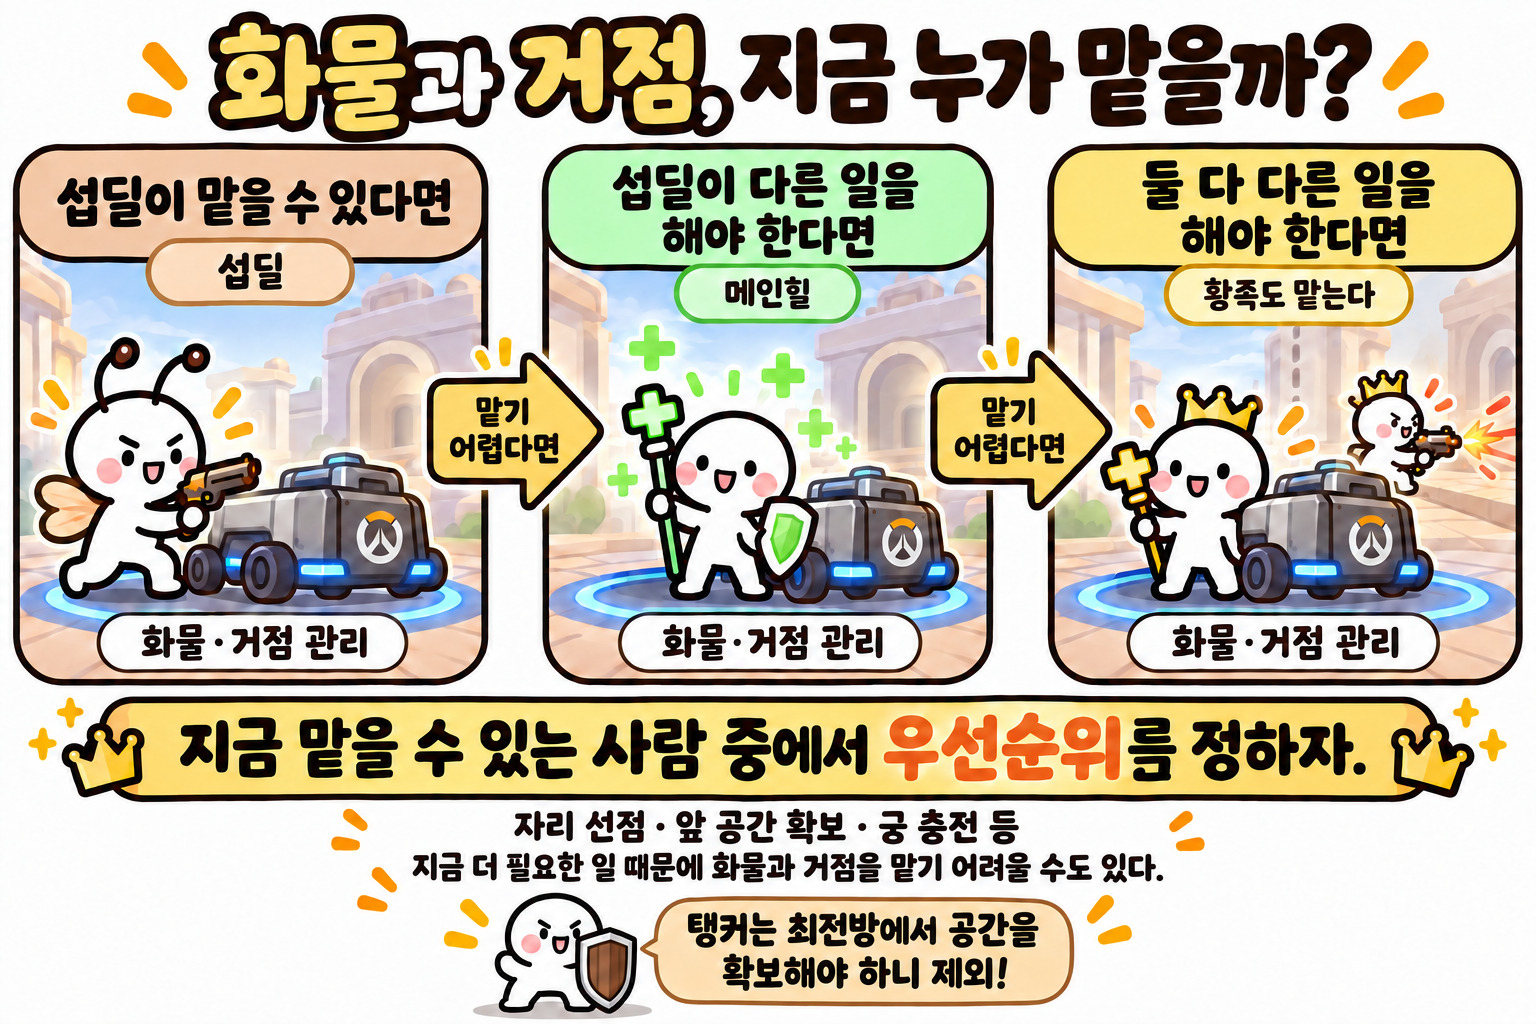 화물과 거점, 지금 누가 맡을까?
섭딜이 맡을 수 있다면
섭딜
화물·거점 관리
맡기
어렵다면
섭딜이 다른 일을
해야 한다면
메인힐
화물·거점 관리
맡기
어렵다면
둘 다 다른 일을
해야 한다면
황족도 맡는다
화물·거점 관리
지금 맡을 수 있는 사람 중에서 우선순위를 정하자.
자리 선점·앞 공간 확보·궁 충전 등
지금 더 필요한 일 때문에 화물과 거점을 맡기 어려울 수도 있다.
탱커는 최전방에서 공간을
확보해야 하니 제외!